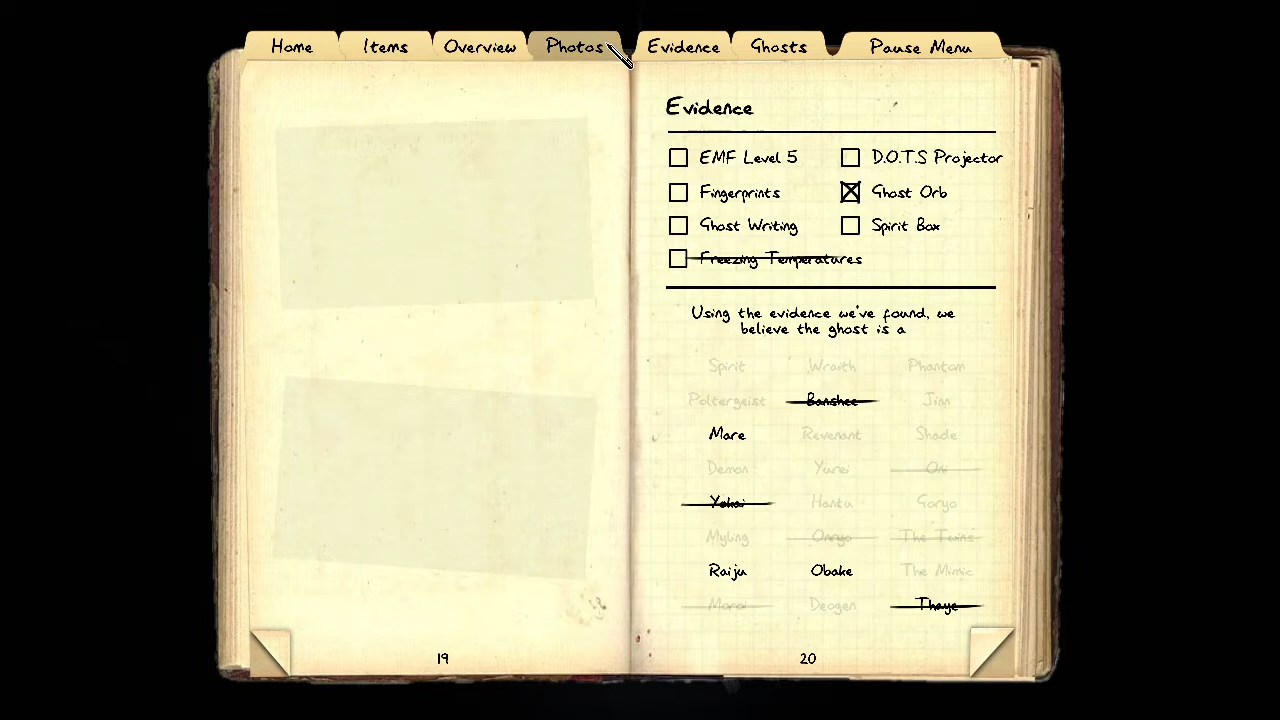 Home Items Overview Photos Evidence Ghosts Pause Menu
Evidence
EMF Level 5 D.O.T.S Projector
Fingerprints Ghost Orb
Ghost Writing Spirit Box
Freezing Temperatures
Using the evidence we've found, we
believe the ghost is a
Spirit Wraith Phantom
Poltergeist Banshee Jinn
Mare Revenant Shade
Demon Yurei Oni
Yokai Hantu Goryo
Myling Onryo The Twins
Raiju Obake The Mimic
Moroi Deogen Thaye
19 20